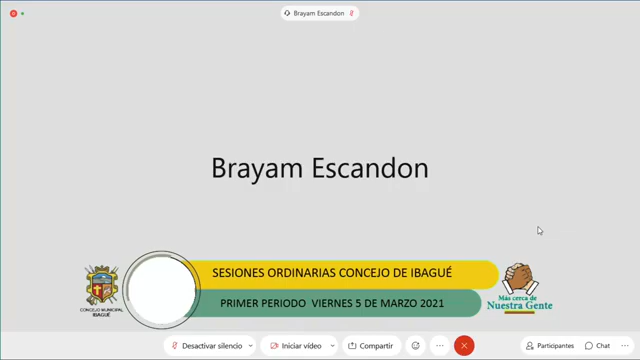 Brayam Escandon
Brayam Escandon
SESIONES ORDINARIAS CONCEJO DE IBAGUÉ
PRIMER PERIODO VIERNES 5 DE MARZO 2021
CONCEJO MUNICIPAL
IBAGUÉ
Más cerca de
Nuestra Gente
Desactivar silencio
Iniciar vídeo
Compartir
Participantes
Chat